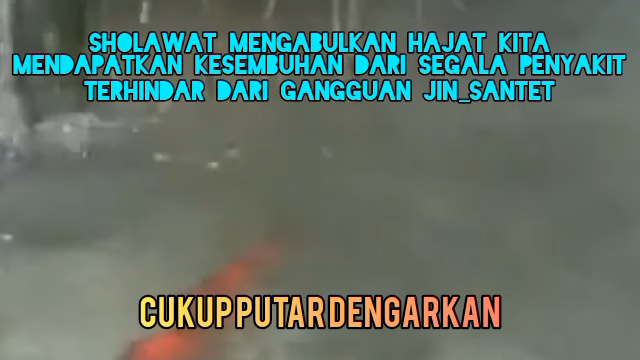 SHOLAWAT MENGABULKAN HAJAT KITA
MENDAPATKAN KESEMBUHAN DARI SEGALA PENYAKIT
TERHINDAR DARI GANGGUAN JIN_SANTET
CUKUP PUTAR DENGARKAN